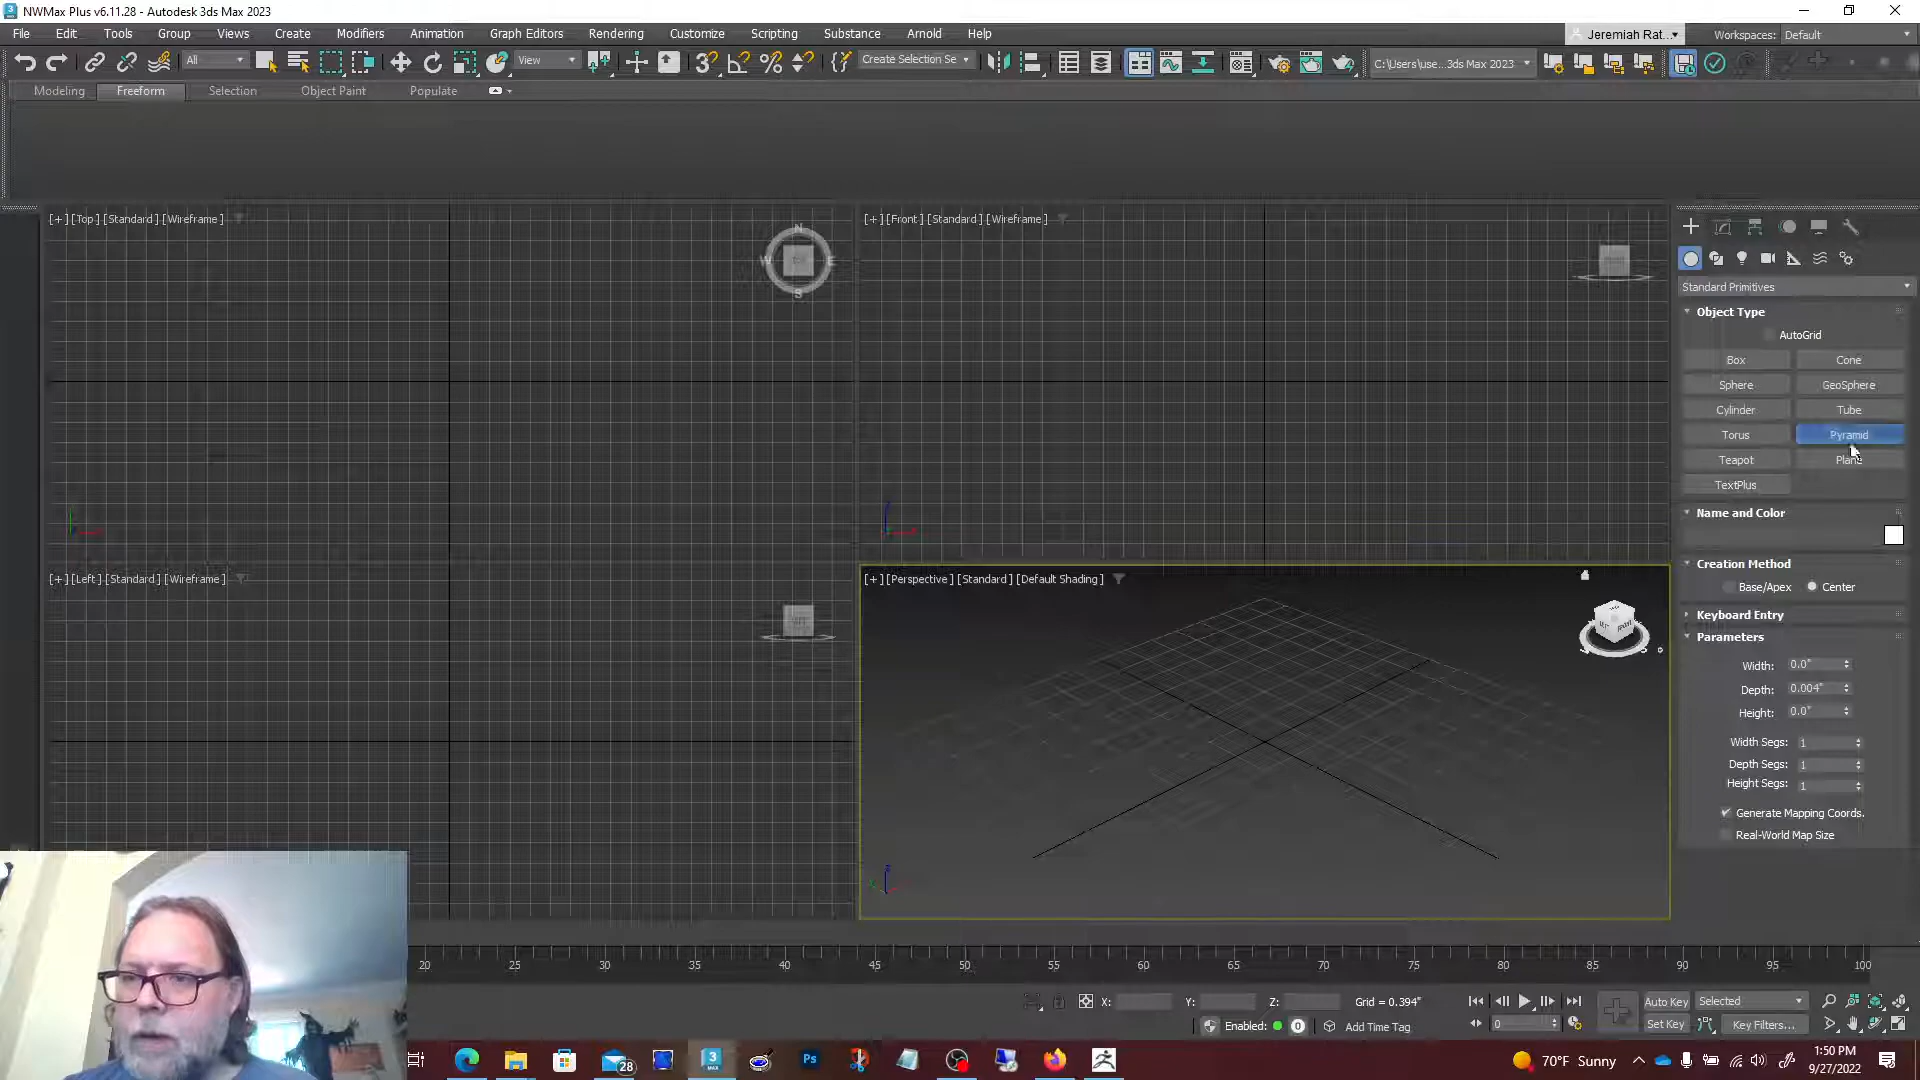 NWMax Plus v6.11.28 - Autodesk 3ds Max 2023
File Edit Tools Group Views Create Modifiers Animation Graph Editors Rendering Customize Scripting Substance Arnold Help
Jeremiah Rat...
Workspaces: Default
All
View
Create Selection Se
C:\Users\use...3ds Max 2023
Modeling Freeform Selection Object Paint Populate
[+] [Top] [Standard] [Wireframe]
N
W E
S
[+] [Front] [Standard] [Wireframe]
Standard Primitives
Object Type
AutoGrid
Box Cone
Sphere GeoSphere
Cylinder Tube
Torus Pyramid
Teapot Plane
TextPlus
Name and Color
Creation Method
Base/Apex Center
Keyboard Entry
Parameters
Width: 0.0"
Depth: 0.004"
Height: 0.0"
Width Segs: 1
Depth Segs: 1
Height Segs: 1
Generate Mapping Coords.
Real-World Map Size
[+] [Left] [Standard] [Wireframe]
[+] [Perspective] [Standard] [Default Shading]
20 25 30 35 40 45 50 55 60 65 70 75 80 85 90 95 100
X: Y: Z: Grid = 0.394"
Enabled: 0 Add Time Tag
Auto Key Selected
0 Set Key Key Filters...
28
3 MAX
Ps
70°F Sunny
1:50 PM
9/27/2022